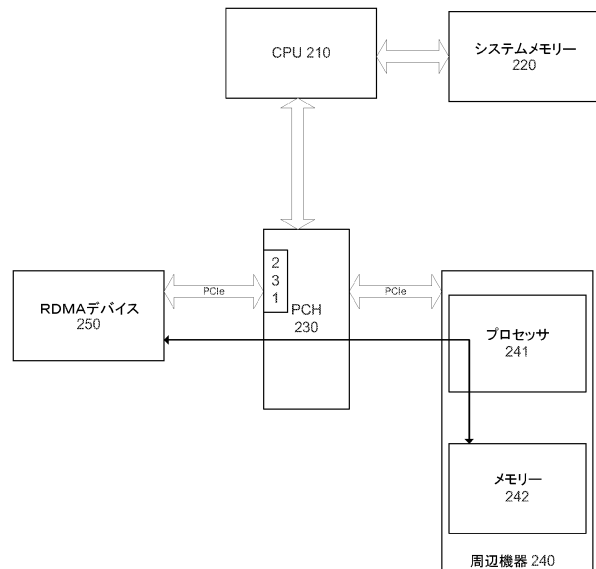 CPU 210
システムメモリー
220
2
3
1
PCIe
PCH
230
PCIe
RDMAデバイス
250
プロセッサ
241
メモリー
242
周辺機器 240